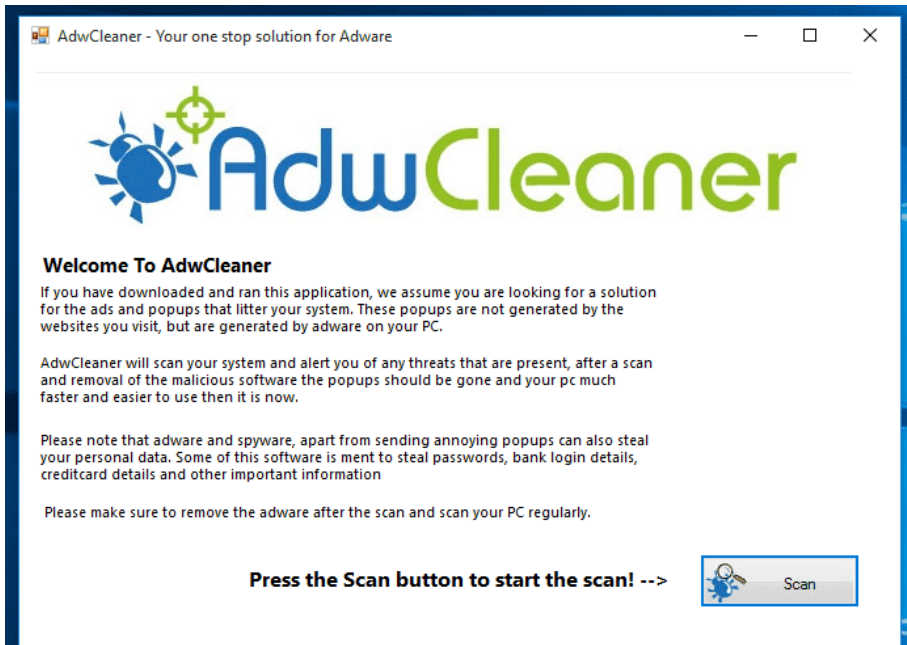 AdwCleaner - Your one stop solution for Adware
AdwCleaner
Welcome To AdwCleaner
If you have downloaded and ran this application, we assume you are looking for a solution
for the ads and popups that litter your system. These popups are not generated by the
websites you visit, but are generated by adware on your PC.
AdwCleaner will scan your system and alert you of any threats that are present, after a scan
and removal of the malicious software the popups should be gone and your pc much
faster and easier to use then it is now.
Please note that adware and spyware, apart from sending annoying popups can also steal
your personal data. Some of this software is ment to steal passwords, bank login details,
creditcard details and other important information
Please make sure to remove the adware after the scan and scan your PC regularly.
Press the Scan button to start the scan! -->
Scan